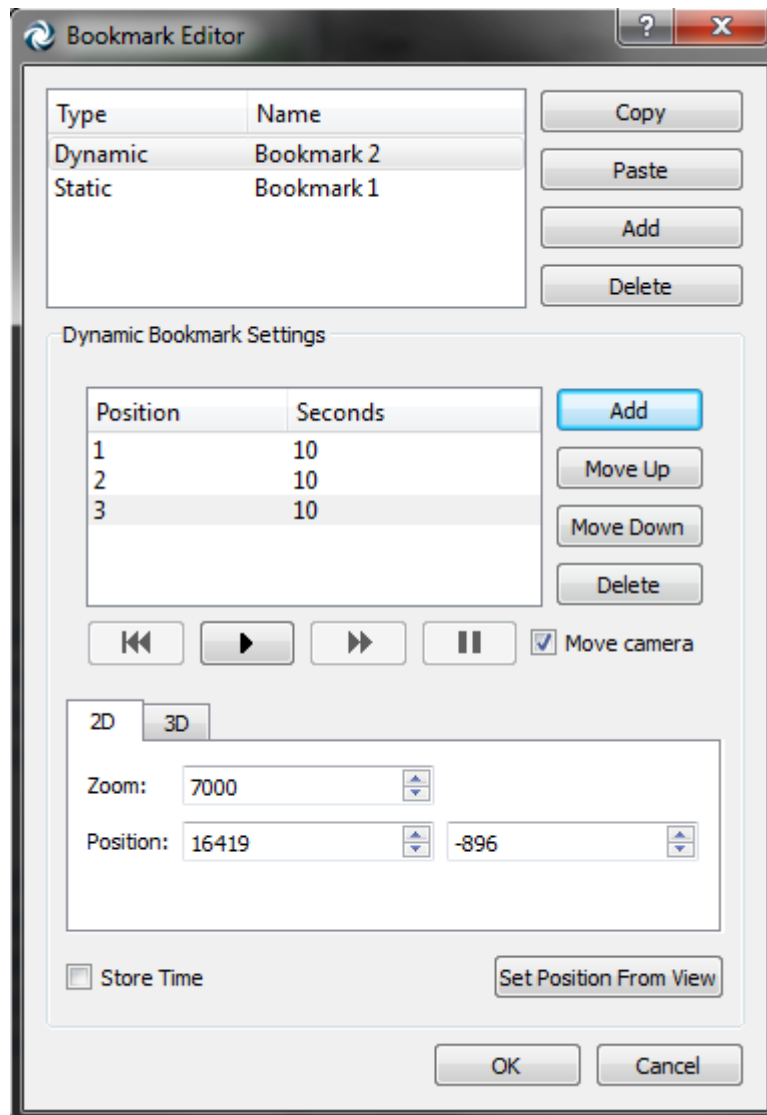 Bookmark Editor
?
Type Name
Dynamic Bookmark 2
Static Bookmark 1
Copy
Paste
Add
Delete
Dynamic Bookmark Settings
Position Seconds
1 10
2 10
3 10
Add
Move Up
Move Down
Delete
Move camera
2D 3D
Zoom: 7000
Position: 16419 -896
Store Time Set Position From View
OK Cancel